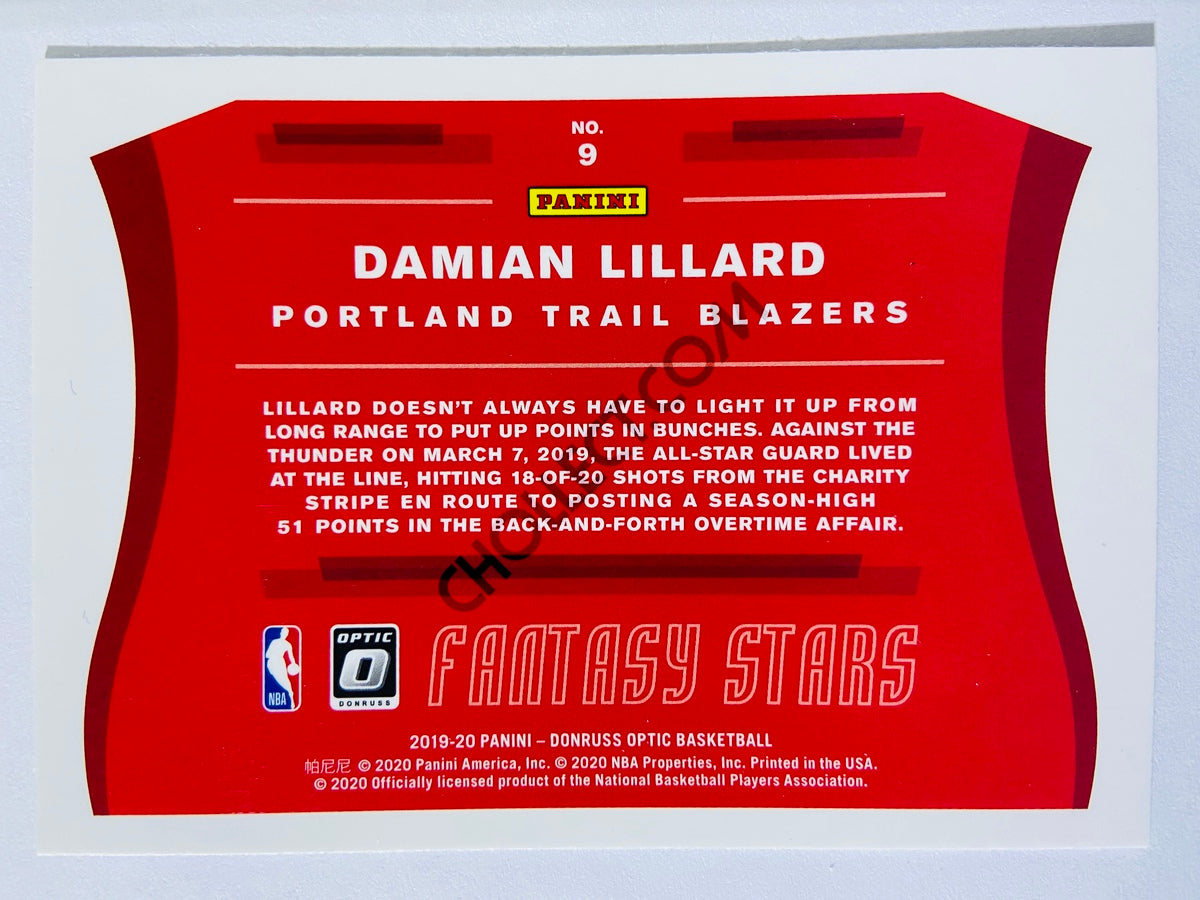 NO.
9
PANINI
DAMIAN LILLARD
PORTLAND TRAIL BLAZERS
LILLARD DOESN'T ALWAYS HAVE TO LIGHT IT UP FROM
LONG RANGE TO PUT UP POINTS IN BUNCHES. AGAINST THE
THUNDER ON MARCH 7, 2019, THE ALL-STAR GUARD LIVED
AT THE LINE, HITTING 18-OF-20 SHOTS FROM THE CHARITY
STRIPE EN ROUTE TO POSTING A SEASON-HIGH
51 POINTS IN THE BACK-AND-FORTH OVERTIME AFFAIR.
CHOLLECT.COM
NBA
OPTIC
O
DONRUSS
FANTASY STARS
2019-20 PANINI – DONRUSS OPTIC BASKETBALL
帕尼尼 © 2020 Panini America, Inc. © 2020 NBA Properties, Inc. Printed in the USA.
© 2020 Officially licensed product of the National Basketball Players Association.